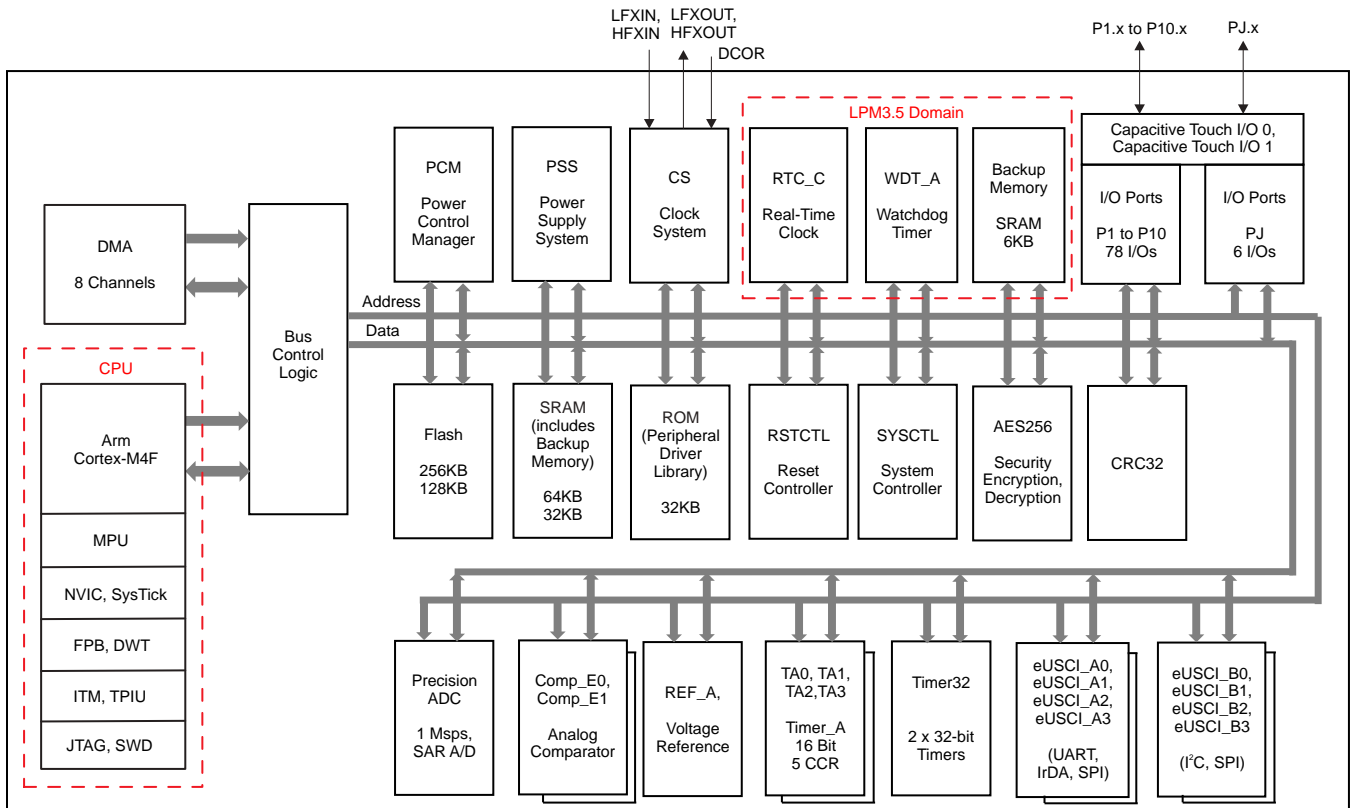 LFXIN,
HFXIN
LFXOUT,
HFXOUT
DCOR
P1.x to P10.x
PJ.x
LPM3.5 Domain
Capacitive Touch I/O 0,
Capacitive Touch I/O 1
PCM
Power
Control
Manager
PSS
Power
Supply
System
CS
Clock
System
RTC_C
Real-Time
Clock
WDT_A
Watchdog
Timer
Backup
Memory
SRAM
6KB
I/O Ports
P1 to P10
78 I/Os
I/O Ports
PJ
6 I/Os
DMA
8 Channels
Bus
Control
Logic
Address
Data
CPU
Arm
Cortex-M4F
MPU
NVIC, SysTick
FPB, DWT
ITM, TPIU
JTAG, SWD
Flash
256KB
128KB
SRAM
(includes
Backup
Memory)
64KB
32KB
ROM
(Peripheral
Driver
Library)
32KB
RSTCTL
Reset
Controller
SYSCTL
System
Controller
AES256
Security
Encryption,
Decryption
CRC32
Precision
ADC
1 Msps,
SAR A/D
Comp_E0,
Comp_E1
Analog
Comparator
REF_A,
Voltage
Reference
TA0, TA1,
TA2,TA3
Timer_A
16 Bit
5 CCR
Timer32
2 x 32-bit
Timers
eUSCI_A0,
eUSCI_A1,
eUSCI_A2,
eUSCI_A3
(UART,
IrDA, SPI)
eUSCI_B0,
eUSCI_B1,
eUSCI_B2,
eUSCI_B3
(I²C, SPI)